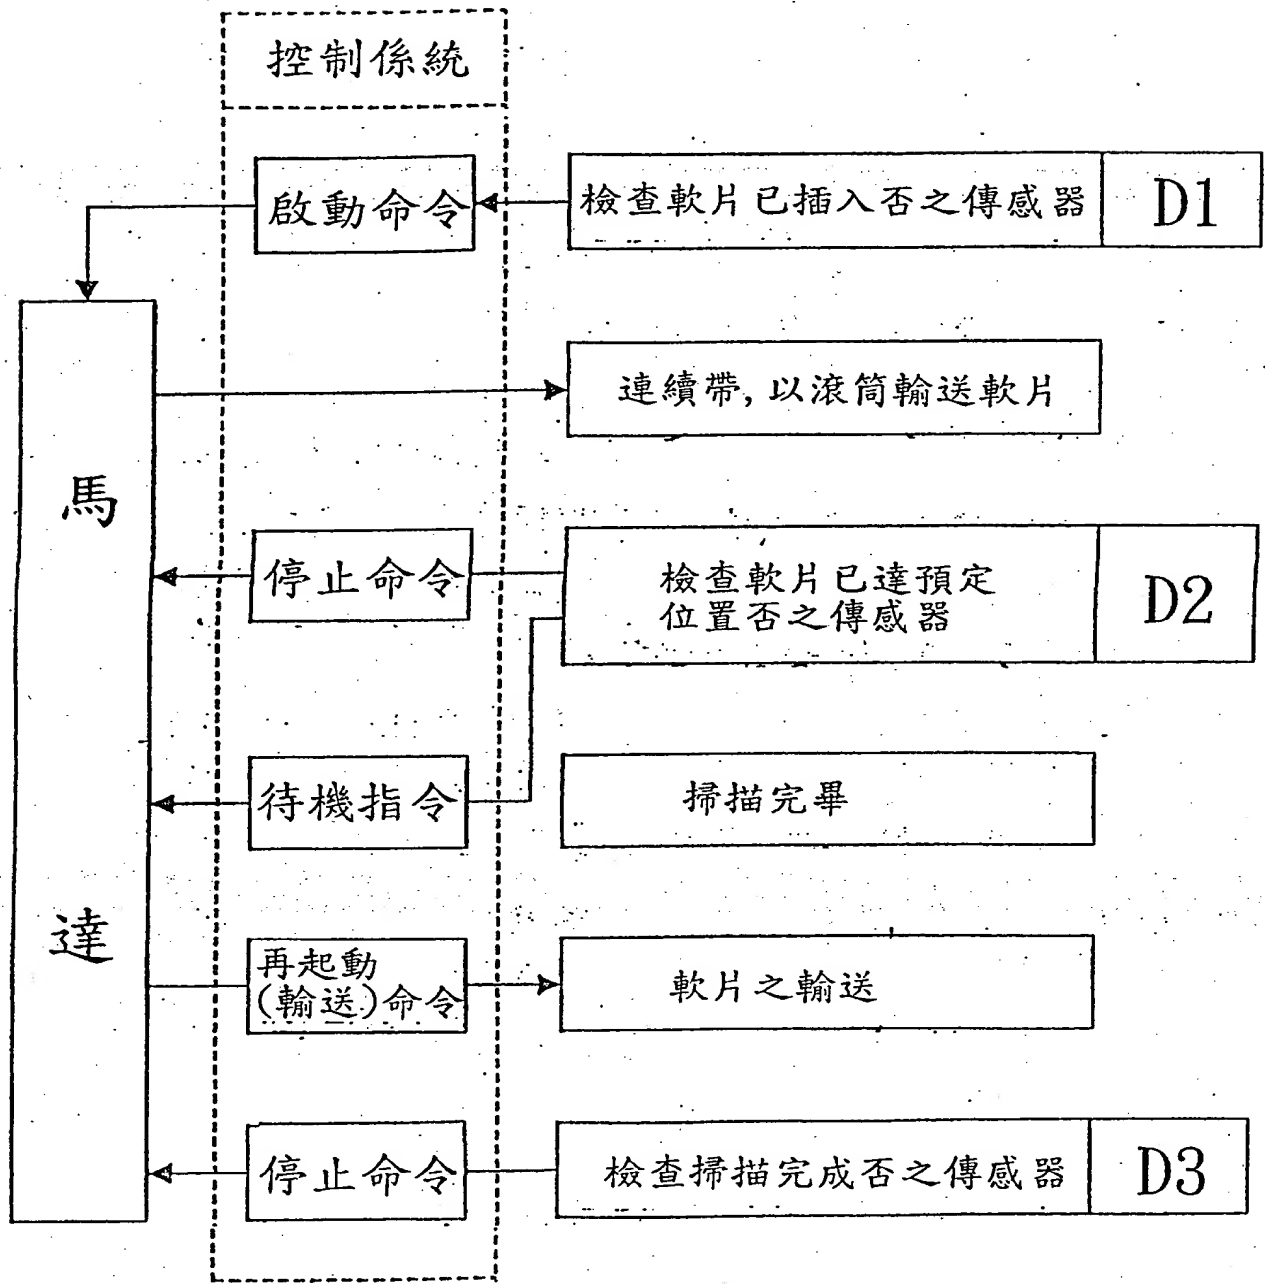 控制係統
啟動命令
檢查軟片已插入否之傳感器
D1
連續帶,以滾筒輸送軟片
馬達
停止命令
檢查軟片已達預定
位置否之傳感器
D2
待機指令
掃描完畢
再起動
(輸送)命令
軟片之輸送
停止命令
檢查掃描完成否之傳感器
D3